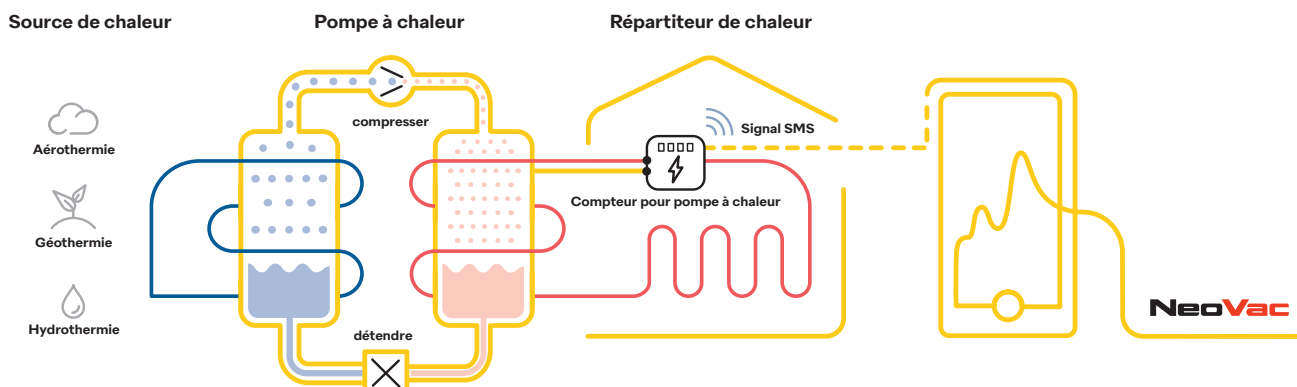 Source de chaleur
Pompe à chaleur
Répartiteur de chaleur
compresser
Signal SMS
Aérothermie
Compteur pour pompe à chaleur
Géothermie
NeoVac
Hydrothermie
détendre